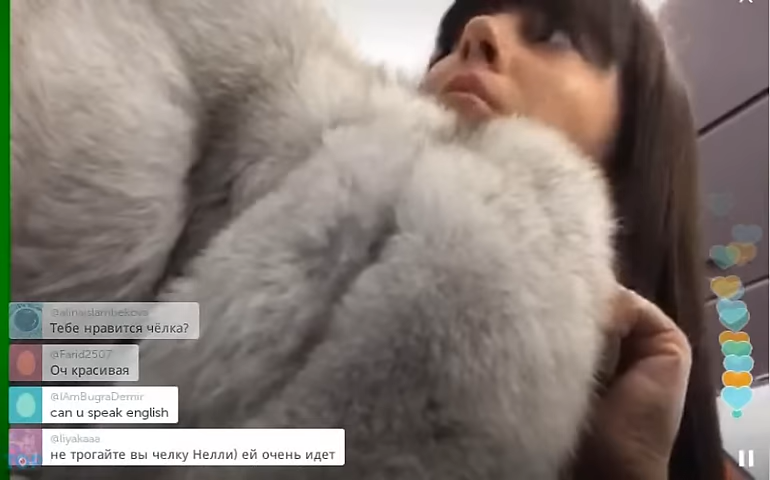 @alinaislambekova
Тебе нравится чёлка?
@Farid2507
Оч красивая
@IAmBugraDemir
can u speak english
@liyakaaa
не трогайте вы челку Нелли) ей очень идет